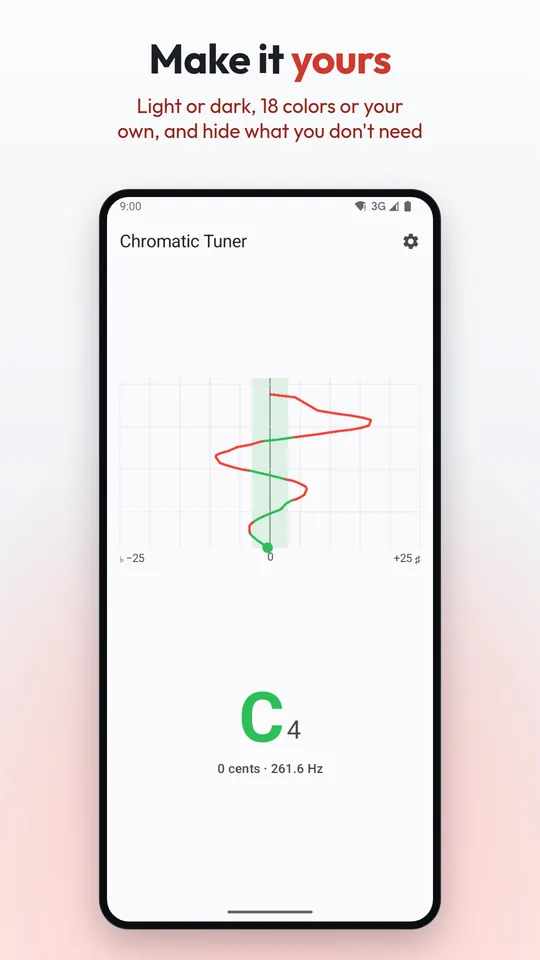 Make it yours
Light or dark, 18 colors or your
own, and hide what you don't need
9:00 3G
Chromatic Tuner
♭ −25 0 +25 ♯
C4
0 cents · 261.6 Hz